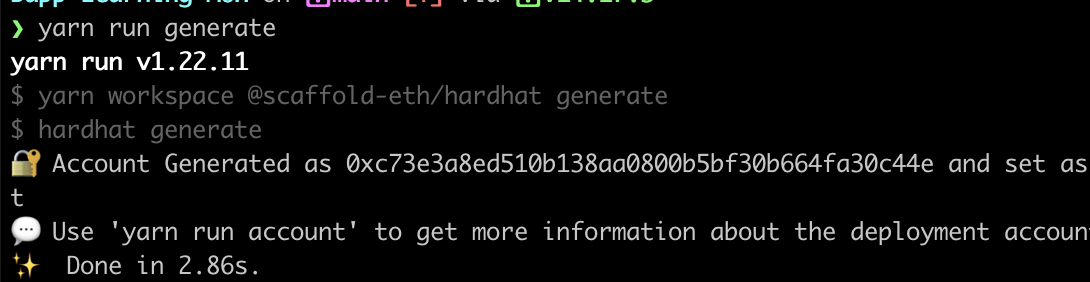 ❯ yarn run generate
yarn run v1.22.11
$ yarn workspace @scaffold-eth/hardhat generate
$ hardhat generate
🔐 Account Generated as 0xc73e3a8ed510b138aa0800b5bf30b664fa30c44e and set as
t
💬 Use 'yarn run account' to get more information about the deployment accoun
✨ Done in 2.86s.